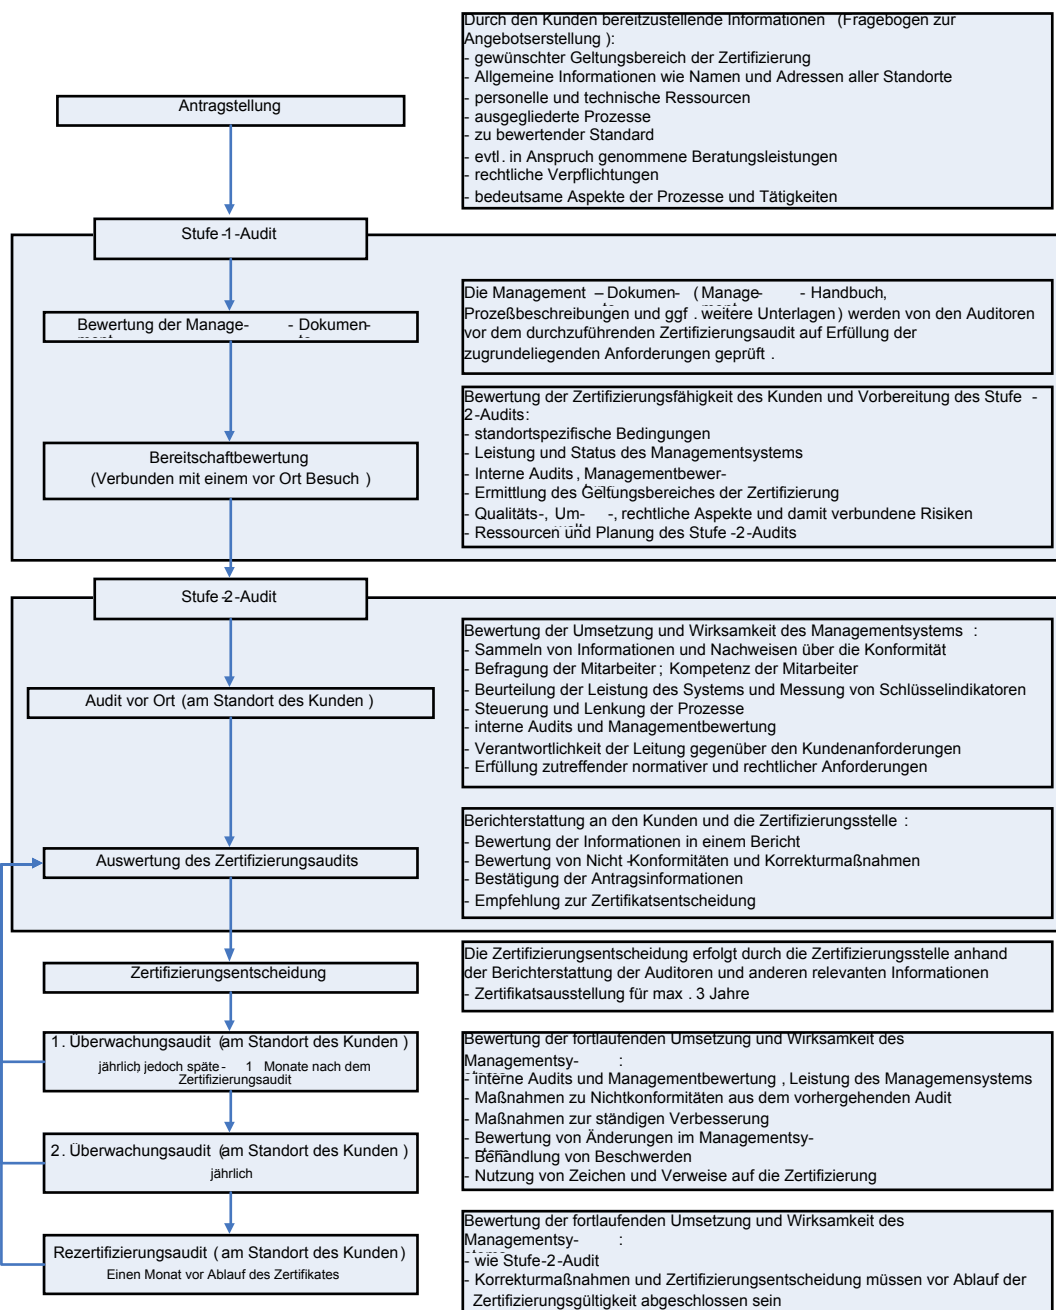 Durch den Kunden bereitzustellende Informationen (Fragebogen zur
Angebotserstellung ):
- gewünschter Geltungsbereich der Zertifizierung
- Allgemeine Informationen wie Namen und Adressen aller Standorte
- personelle und technische Ressourcen
- ausgegliederte Prozesse
- zu bewertender Standard
- evtl. in Anspruch genommene Beratungsleistungen
- rechtliche Verpflichtungen
- bedeutsame Aspekte der Prozesse und Tätigkeiten
Antragstellung
Stufe-1-Audit
Bewertung der Manage- - Dokumen-
Die Management – Dokumen- (Manage- - Handbuch,
Prozeßbeschreibungen und ggf . weitere Unterlagen) werden von den Auditoren
vor dem durchzuführenden Zertifizierungsaudit auf Erfüllung der
zugrundeliegenden Anforderungen geprüft .
Bereitschaftbewertung
(Verbunden mit einem vor Ort Besuch )
Bewertung der Zertifizierungsfähigkeit des Kunden und Vorbereitung des Stufe -
2-Audits:
- standortspezifische Bedingungen
- Leistung und Status des Managementsystems
- Interne Audits , Managementbewer-
- Ermittlung des Geltungsbereiches der Zertifizierung
- Qualitäts-, Um- -, rechtliche Aspekte und damit verbundene Risiken
- Ressourcen und Planung des Stufe -2-Audits
Stufe-2-Audit
Audit vor Ort (am Standort des Kunden )
Bewertung der Umsetzung und Wirksamkeit des Managementsystems :
- Sammeln von Informationen und Nachweisen über die Konformität
- Befragung der Mitarbeiter ; Kompetenz der Mitarbeiter
- Beurteilung der Leistung des Systems und Messung von Schlüsselindikatoren
- Steuerung und Lenkung der Prozesse
- interne Audits und Managementbewertung
- Verantwortlichkeit der Leitung gegenüber den Kundenanforderungen
- Erfüllung zutreffender normativer und rechtlicher Anforderungen
Auswertung des Zertifizierungsaudits
Berichterstattung an den Kunden und die Zertifizierungsstelle :
- Bewertung der Informationen in einem Bericht
- Bewertung von Nicht-Konformitäten und Korrekturmaßnahmen
- Bestätigung der Antragsinformationen
- Empfehlung zur Zertifikatsentscheidung
Zertifizierungsentscheidung
Die Zertifizierungsentscheidung erfolgt durch die Zertifizierungsstelle anhand
der Berichterstattung der Auditoren und anderen relevanten Informationen
- Zertifikatsausstellung für max . 3 Jahre
1. Überwachungsaudit (am Standort des Kunden )
jährlich, jedoch späte- 1 Monate nach dem
Zertifizierungsaudit
Bewertung der fortlaufenden Umsetzung und Wirksamkeit des
Managementsy- :
- interne Audits und Managementbewertung , Leistung des Managemensystems
- Maßnahmen zu Nichtkonformitäten aus dem vorhergehenden Audit
- Maßnahmen zur ständigen Verbesserung
- Bewertung von Änderungen im Managementsy-
- Behandlung von Beschwerden
- Nutzung von Zeichen und Verweise auf die Zertifizierung
2. Überwachungsaudit (am Standort des Kunden )
jährlich
Rezertifizierungsaudit (am Standort des Kunden)
Einen Monat vor Ablauf des Zertifikates
Bewertung der fortlaufenden Umsetzung und Wirksamkeit des
Managementsy- :
- wie Stufe-2-Audit
- Korrekturmaßnahmen und Zertifizierungsentscheidung müssen vor Ablauf der
Zertifizierungsgültigkeit abgeschlossen sein